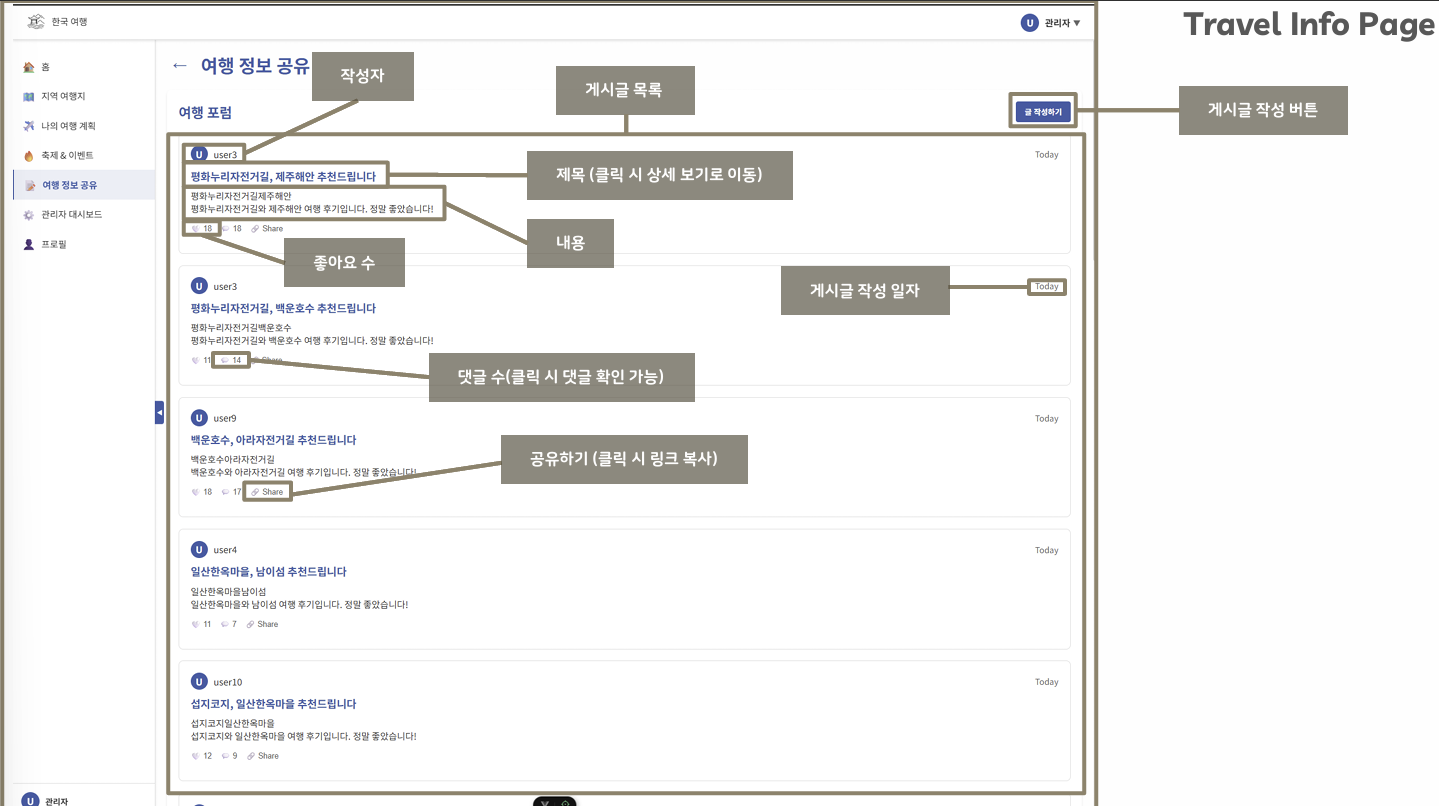 Travel Info Page
한국 여행
U 관리자 ▼
홈
지역 여행지
나의 여행 계획
축제 & 이벤트
여행 정보 공유
관리자 대시보드
프로필
U 관리자
← 여행 정보 공유
작성자
게시글 목록
여행 포럼
글 작성하기
게시글 작성 버튼
U user3
Today
평화누리자전거길, 제주해안 추천드립니다
제목 (클릭 시 상세 보기로 이동)
평화누리자전거길제주해안
평화누리자전거길와 제주해안 여행 후기입니다. 정말 좋았습니다!
내용
18 18 Share
좋아요 수
U user3
Today
게시글 작성 일자
평화누리자전거길, 백운호수 추천드립니다
평화누리자전거길백운호수
평화누리자전거길와 백운호수 여행 후기입니다. 정말 좋았습니다!
11 14 Share
댓글 수(클릭 시 댓글 확인 가능)
U user9
Today
백운호수, 아라자전거길 추천드립니다
백운호수아라자전거길
백운호수와 아라자전거길 여행 후기입니다. 정말 좋았습니다!
공유하기 (클릭 시 링크 복사)
18 17 Share
U user4
Today
일산한옥마을, 남이섬 추천드립니다
일산한옥마을남이섬
일산한옥마을와 남이섬 여행 후기입니다. 정말 좋았습니다!
11 7 Share
U user10
Today
섭지코지, 일산한옥마을 추천드립니다
섭지코지일산한옥마을
섭지코지와 일산한옥마을 여행 후기입니다. 정말 좋았습니다!
12 9 Share